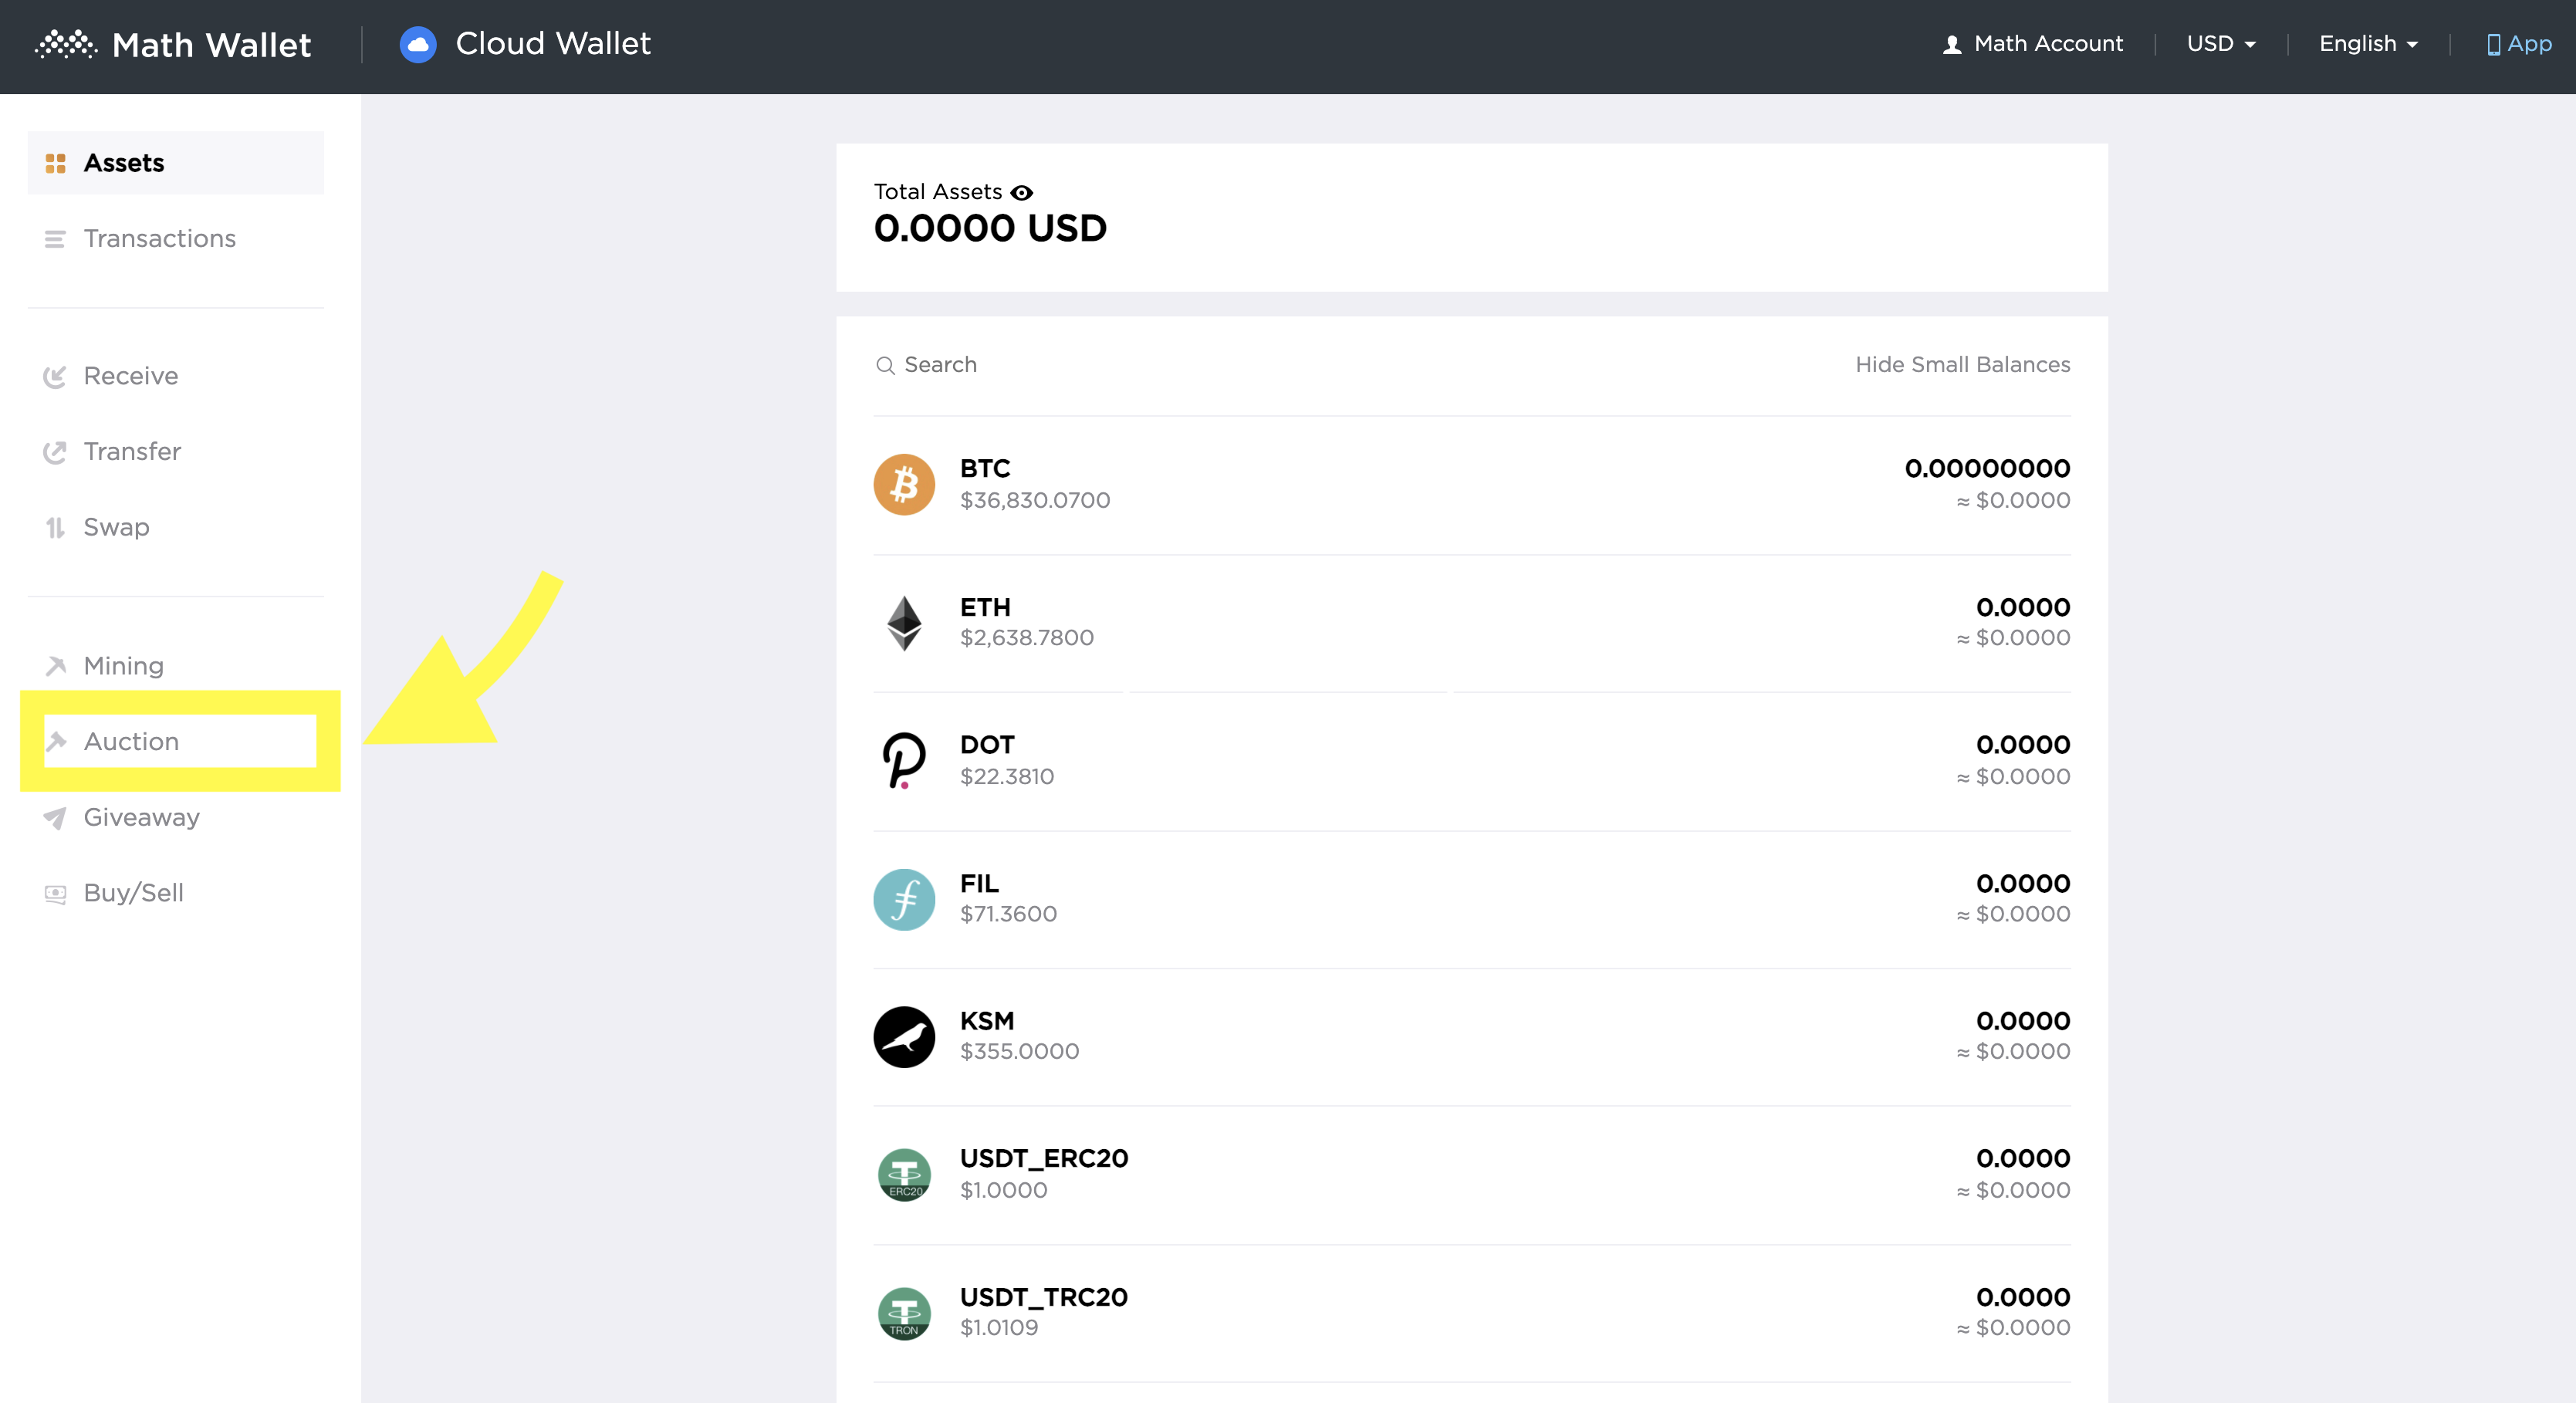 Math Wallet
Cloud Wallet
Math Account
USD
English
App
Assets
Transactions
Receive
Transfer
Swap
Mining
Auction
Giveaway
Buy/Sell
Total Assets
0.0000 USD
Search
Hide Small Balances
BTC 0.00000000
$36,830.0700 ≈ $0.0000
ETH 0.0000
$2,638.7800 ≈ $0.0000
DOT 0.0000
$22.3810 ≈ $0.0000
FIL 0.0000
$71.3600 ≈ $0.0000
KSM 0.0000
$355.0000 ≈ $0.0000
ERC20
USDT_ERC20 0.0000
$1.0000 ≈ $0.0000
TRON
USDT_TRC20 0.0000
$1.0109 ≈ $0.0000